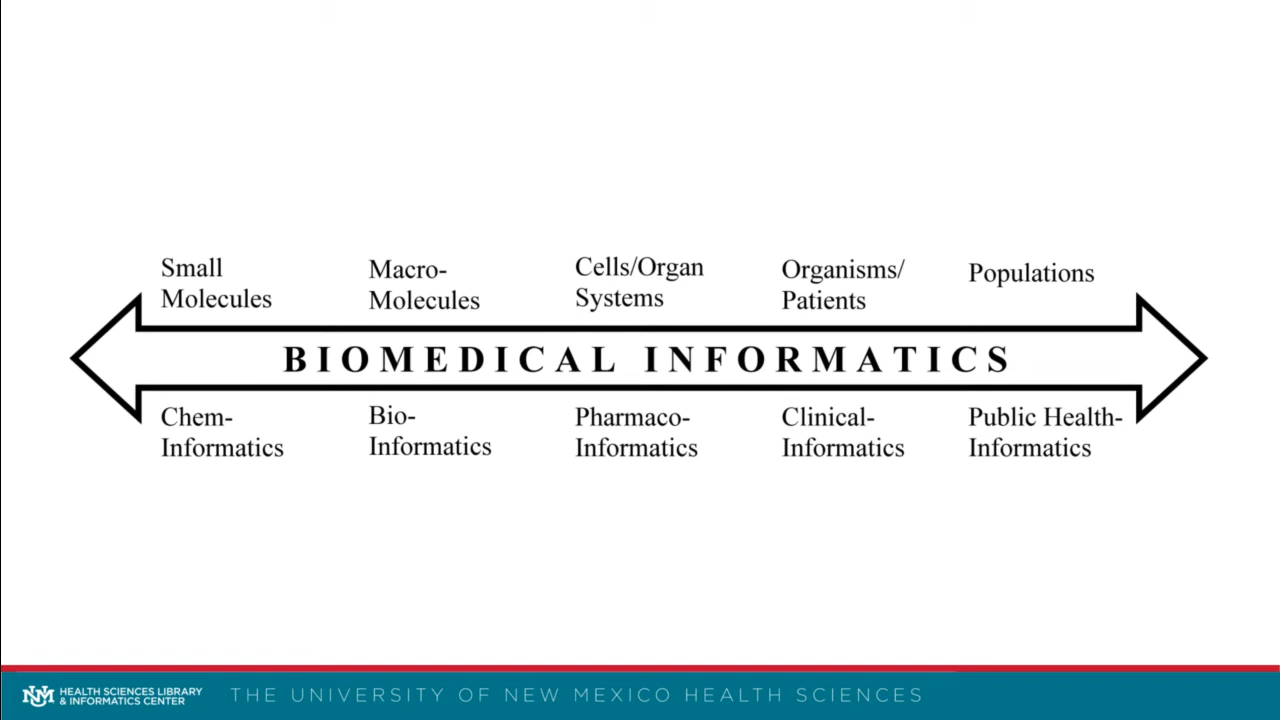 Small
Molecules
Macro-
Molecules
Cells/Organ
Systems
Organisms/
Patients
Populations
BIOMEDICAL INFORMATICS
Chem-
Informatics
Bio-
Informatics
Pharmaco-
Informatics
Clinical-
Informatics
Public Health-
Informatics
UNM
HEALTH SCIENCES LIBRARY
& INFORMATICS CENTER
THE UNIVERSITY OF NEW MEXICO HEALTH SCIENCES